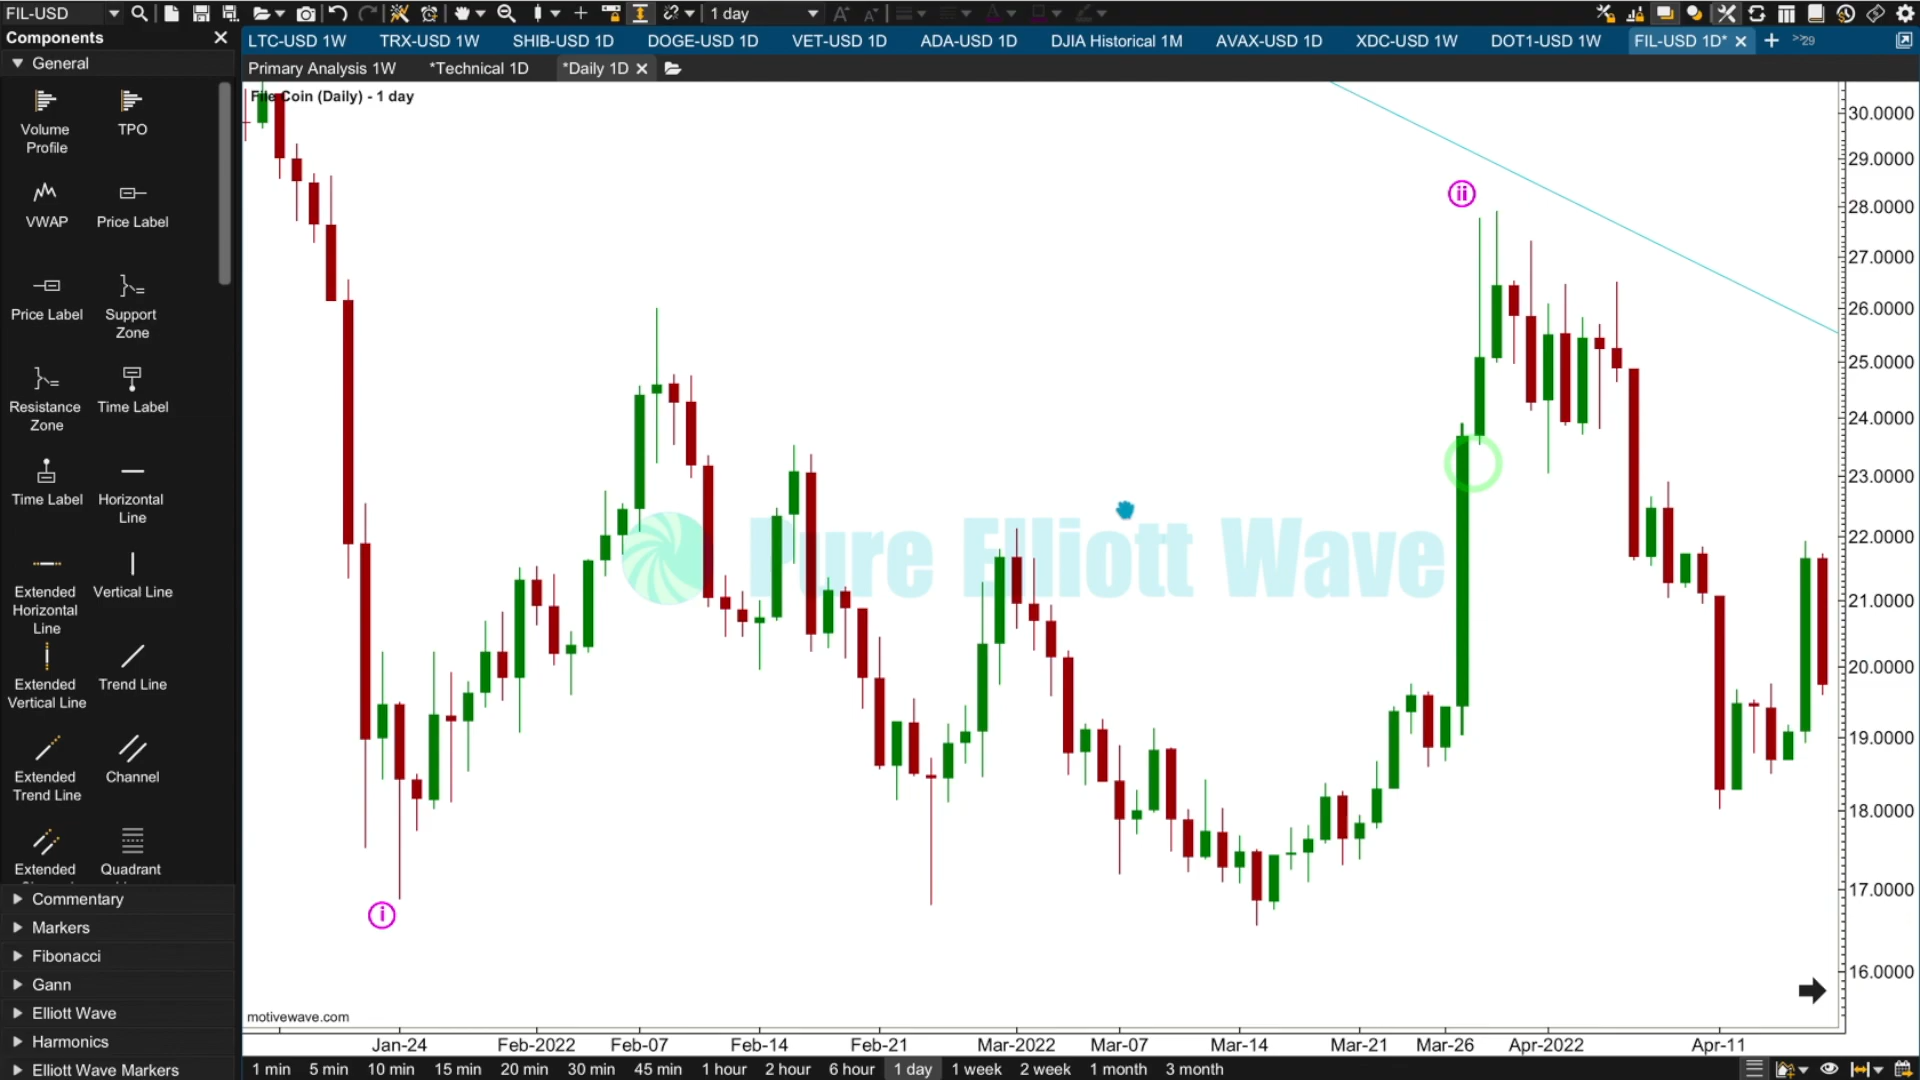 FIL-USD
1 day
Components
LTC-USD 1W
TRX-USD 1W
SHIB-USD 1D
DOGE-USD 1D
VET-USD 1D
ADA-USD 1D
DJIA Historical 1M
AVAX-USD 1D
XDC-USD 1W
DOT1-USD 1W
FIL-USD 1D*
>>29
Primary Analysis 1W
*Technical 1D
*Daily 1D
General
Volume
Profile
TPO
VWAP
Price Label
Price Label
Support
Zone
Resistance
Zone
Time Label
Time Label
Horizontal
Line
Extended
Horizontal
Line
Vertical Line
Extended
Vertical Line
Trend Line
Extended
Trend Line
Channel
Extended
Quadrant
Commentary
Markers
Fibonacci
Gann
Elliott Wave
Harmonics
Elliott Wave Markers
File Coin (Daily) - 1 day
ii
i
Pure Elliott Wave
30.0000
29.0000
28.0000
27.0000
26.0000
25.0000
24.0000
23.0000
22.0000
21.0000
20.0000
19.0000
18.0000
17.0000
16.0000
motivewave.com
Jan-24
Feb-2022
Feb-07
Feb-14
Feb-21
Mar-2022
Mar-07
Mar-14
Mar-21
Mar-26
Apr-2022
Apr-11
1 min
5 min
10 min
15 min
20 min
30 min
45 min
1 hour
2 hour
6 hour
1 day
1 week
2 week
1 month
3 month